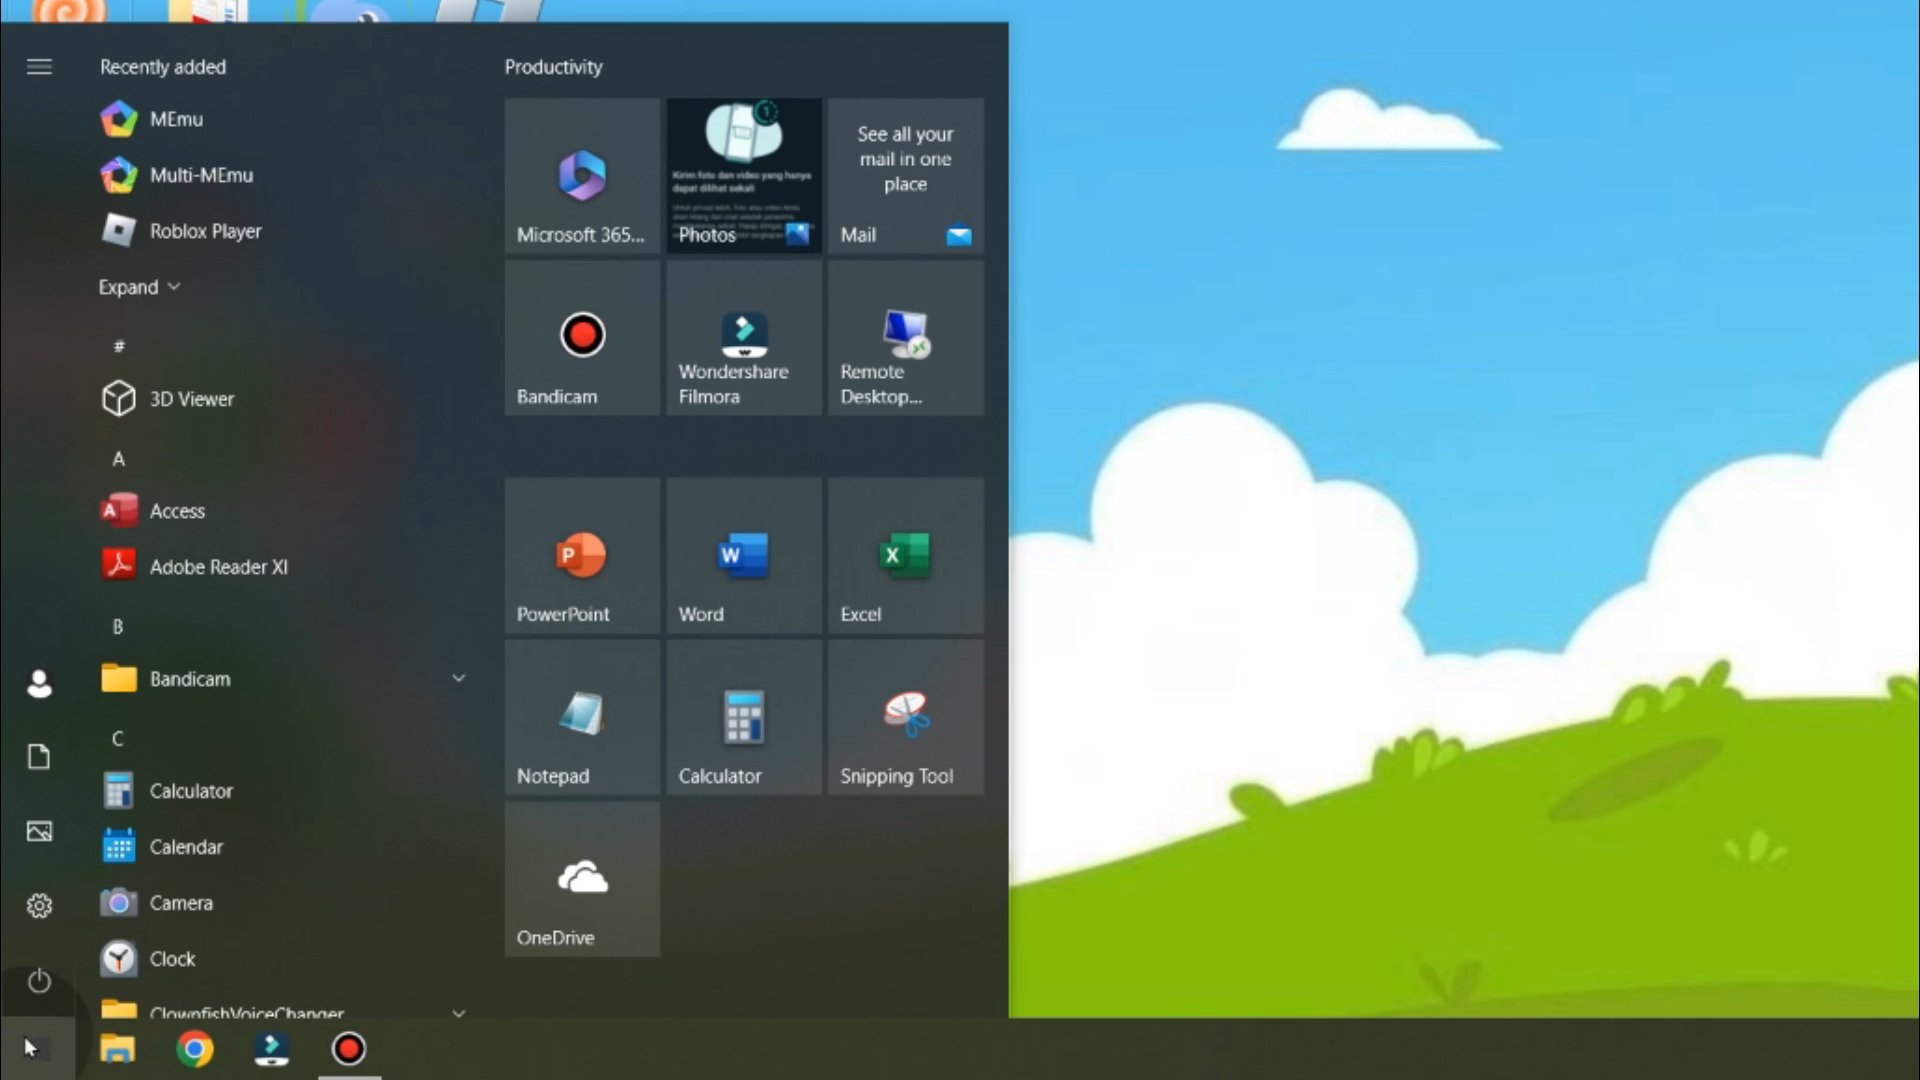 Recently added
MEmu
Multi-MEmu
Roblox Player
Expand
#
3D Viewer
A
Access
Adobe Reader XI
B
Bandicam
C
Calculator
Calendar
Camera
Clock
ClownfishVoiceChanger
Productivity
Microsoft 365...
Kirim foto dan video yang hanya
dapat dilihat sekali
Photos
See all your
mail in one
place
Mail
Bandicam
Wondershare
Filmora
Remote
Desktop...
PowerPoint
Word
Excel
Notepad
Calculator
Snipping Tool
OneDrive